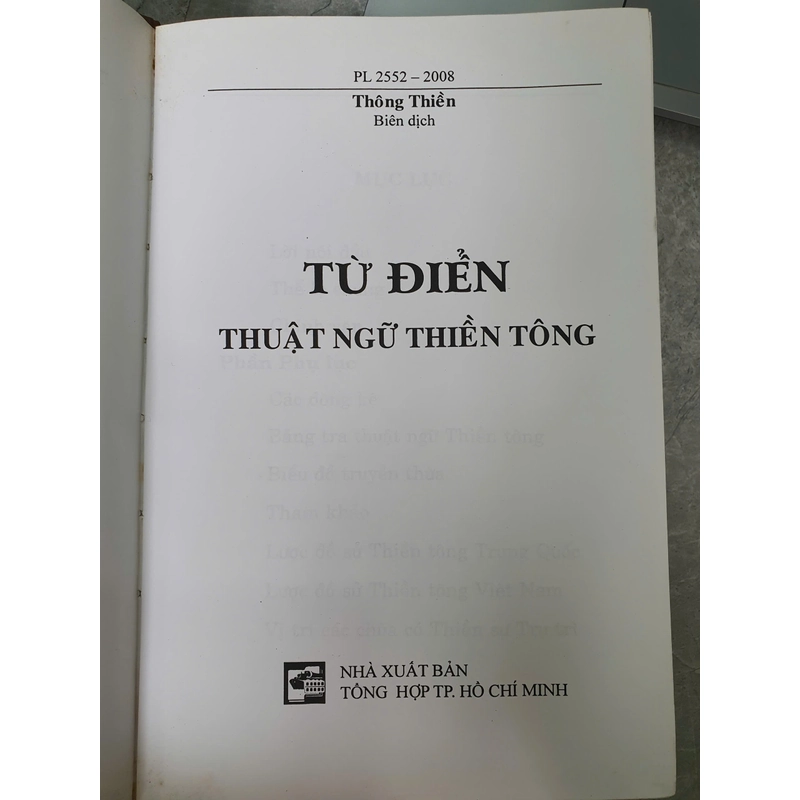 PL 2552 – 2008
Thông Thiền
Biên dịch
TỪ ĐIỂN
THUẬT NGỮ THIỀN TÔNG
NHÀ XUẤT BẢN
TỔNG HỢP TP. HỒ CHÍ MINH